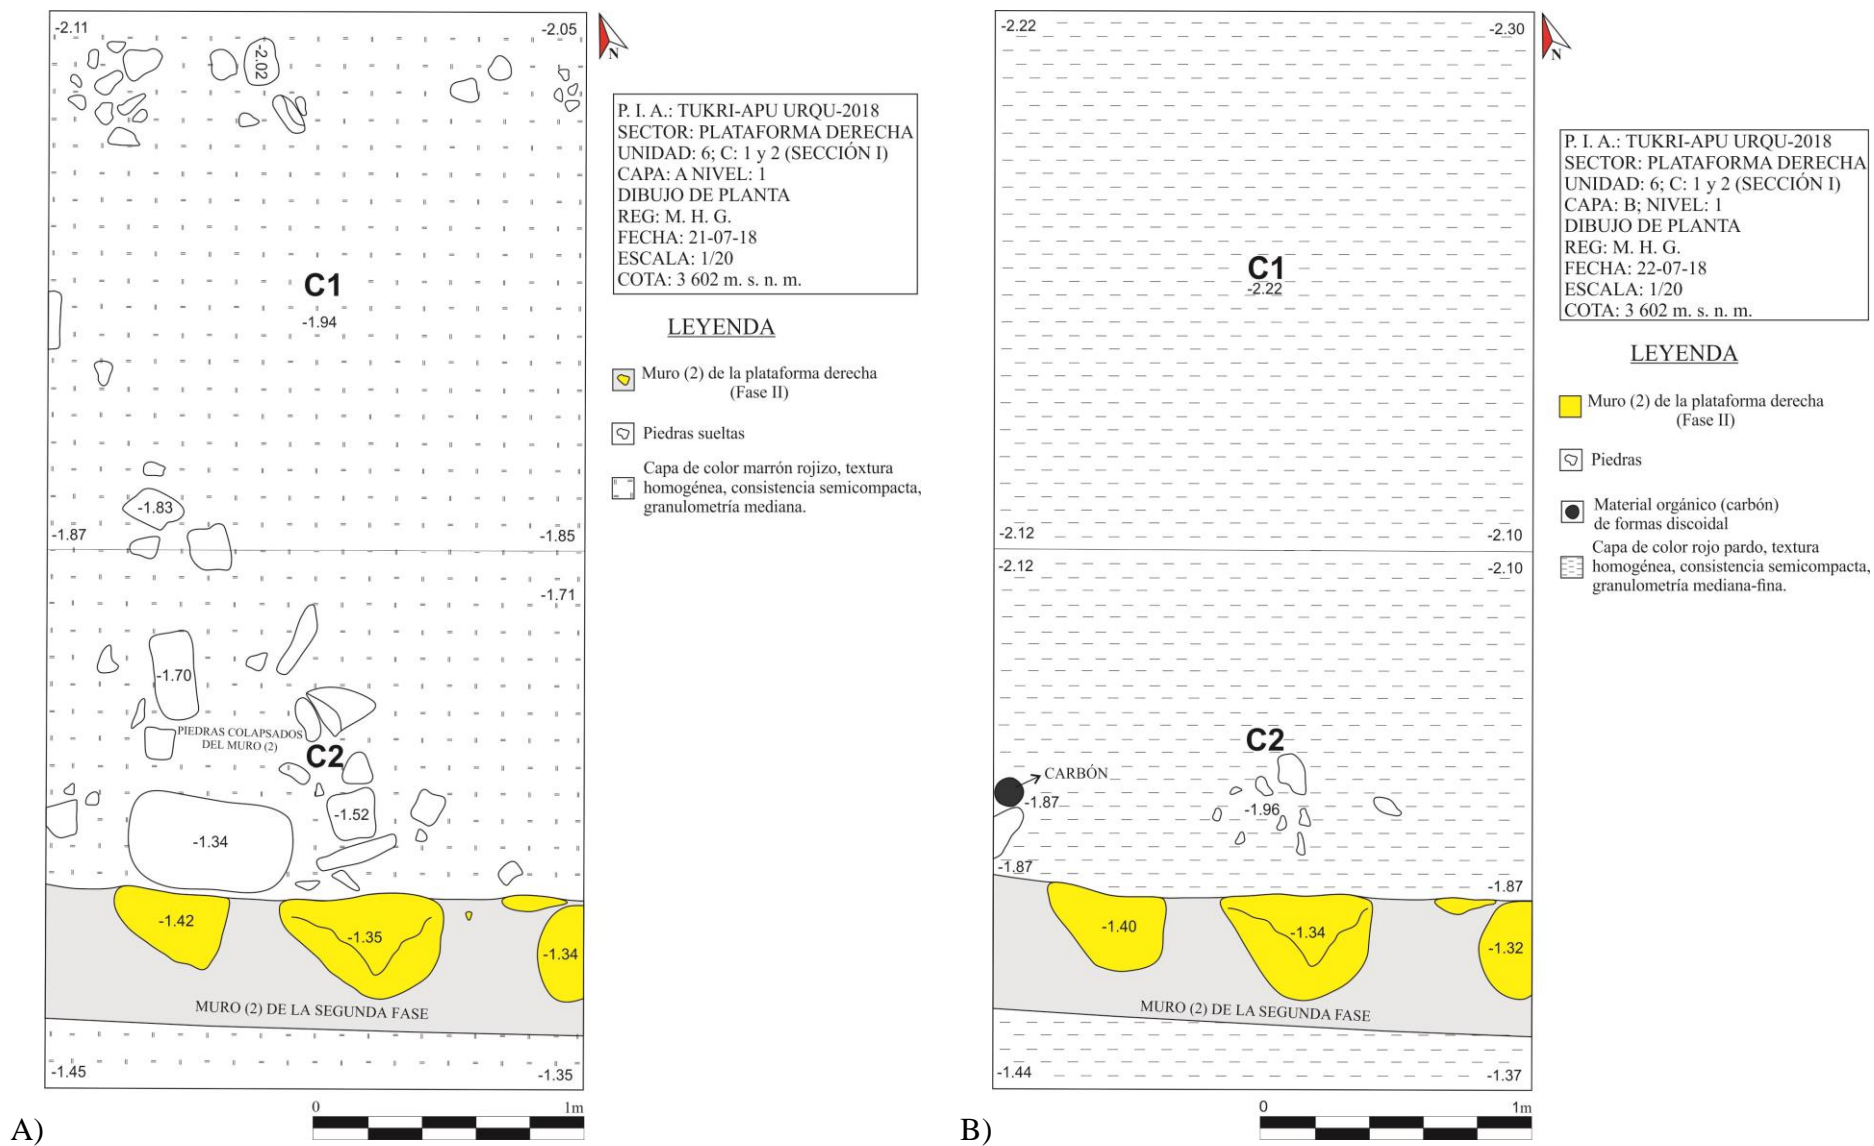 -2.11
-2.05
-2.02
N
P. I. A.: TUKRI-APU URQU-2018
SECTOR: PLATAFORMA DERECHA
UNIDAD: 6; C: 1 y 2 (SECCIÓN I)
CAPA: A NIVEL: 1
DIBUJO DE PLANTA
REG: M. H. G.
FECHA: 21-07-18
ESCALA: 1/20
COTA: 3 602 m. s. n. m.
C1
-1.94
LEYENDA
Muro (2) de la plataforma derecha
(Fase II)
Piedras sueltas
Capa de color marrón rojizo, textura
homogénea, consistencia semicompacta,
granulometría mediana.
-1.83
-1.87
-1.85
-1.71
-1.70
PIEDRAS COLAPSADOS
DEL MURO (2)
C2
-1.52
-1.34
-1.42
-1.35
-1.34
MURO (2) DE LA SEGUNDA FASE
-1.45
-1.35
0
1m
A)
-2.22
-2.30
N
P. I. A.: TUKRI-APU URQU-2018
SECTOR: PLATAFORMA DERECHA
UNIDAD: 6; C: 1 y 2 (SECCIÓN I)
CAPA: B; NIVEL: 1
DIBUJO DE PLANTA
REG: M. H. G.
FECHA: 22-07-18
ESCALA: 1/20
COTA: 3 602 m. s. n. m.
C1
-2.22
LEYENDA
Muro (2) de la plataforma derecha
(Fase II)
Piedras
Material orgánico (carbón)
de formas discoidal
Capa de color rojo pardo, textura
homogénea, consistencia semicompacta,
granulometría mediana-fina.
-2.12
-2.10
-2.12
-2.10
C2
CARBÓN
-1.87
-1.96
-1.87
-1.87
-1.40
-1.34
-1.32
MURO (2) DE LA SEGUNDA FASE
-1.44
-1.37
0
1m
B)